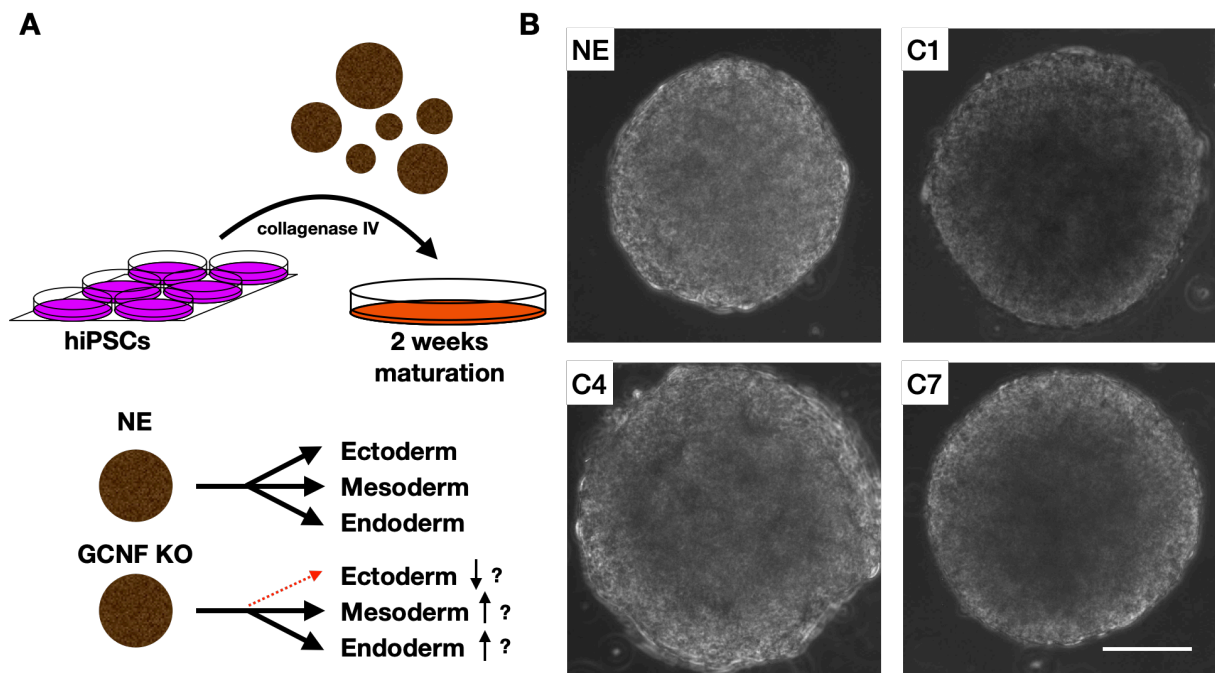 A
collagenase IV
hiPSCs
2 weeks
maturation
NE
Ectoderm
Mesoderm
Endoderm
GCNF KO
Ectoderm ↓ ?
Mesoderm ↑ ?
Endoderm ↑ ?
B
NE
C1
C4
C7